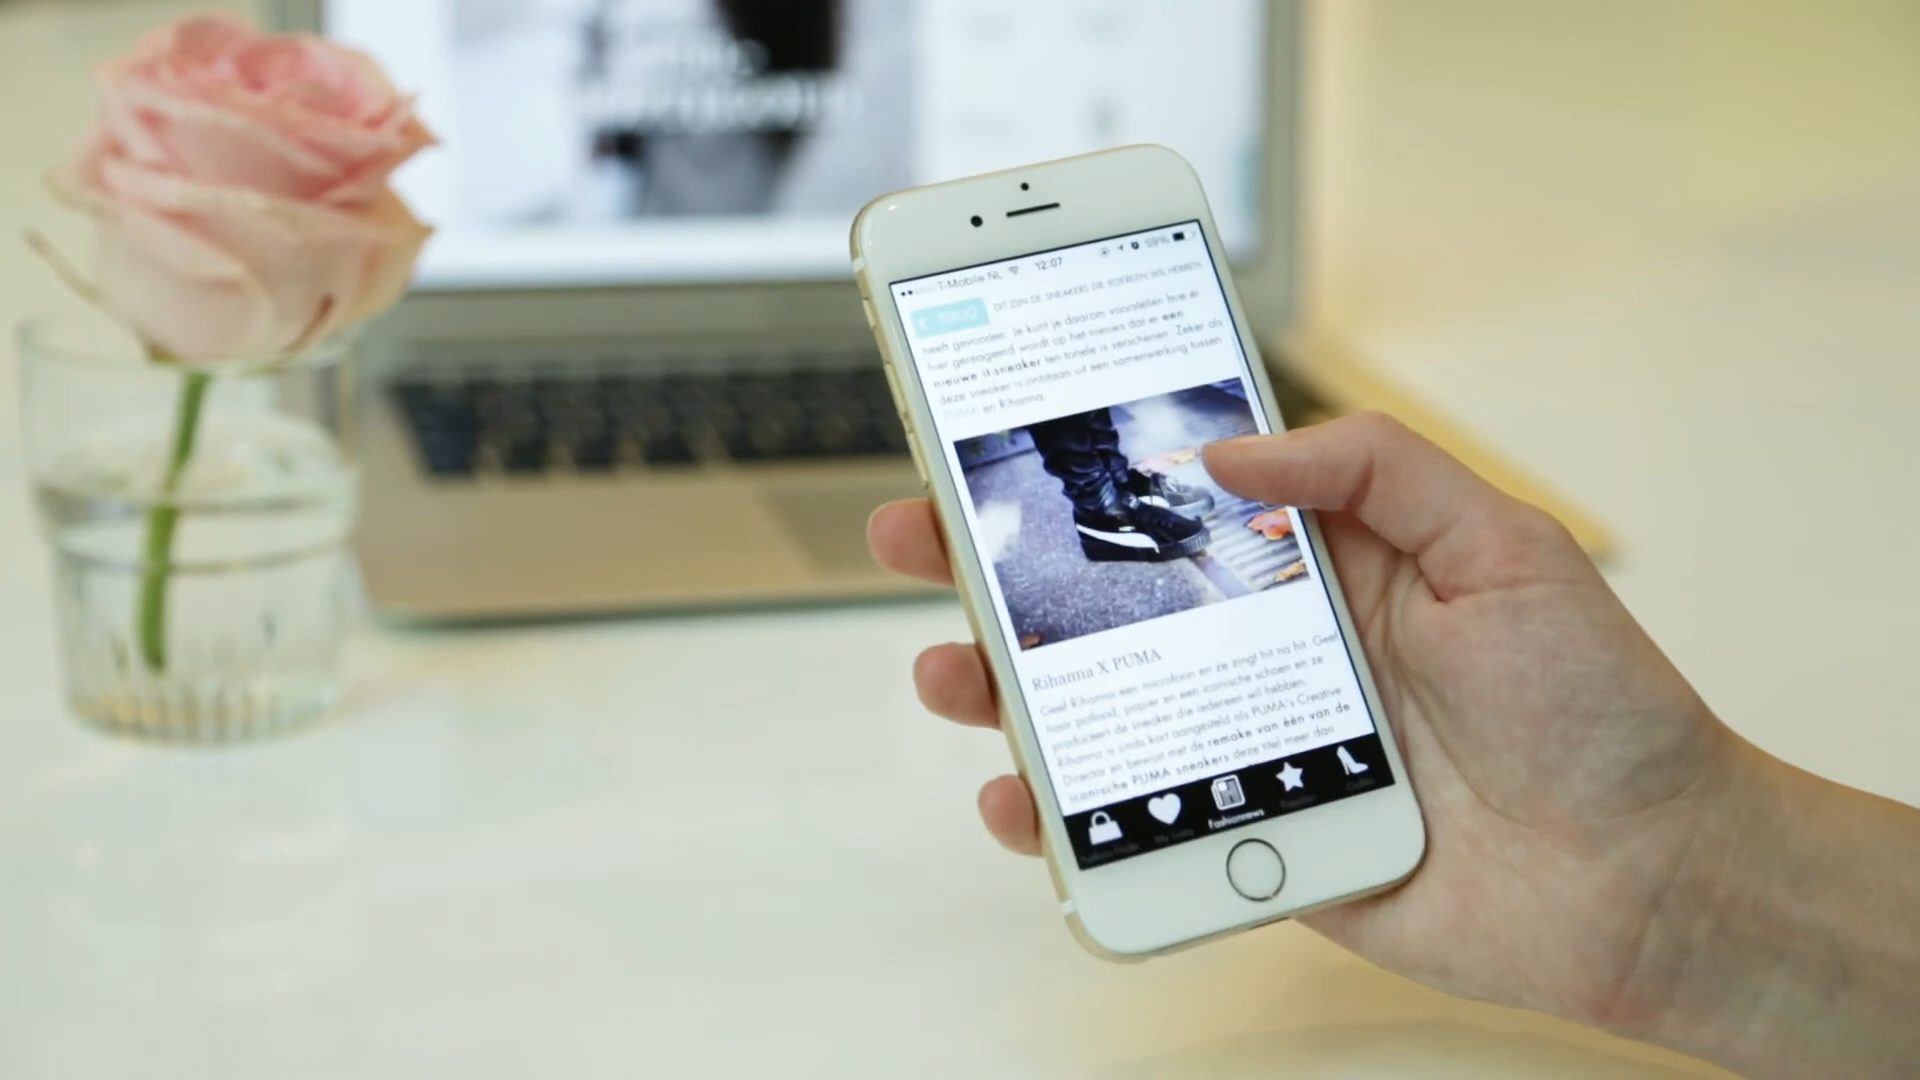 T-Mobile NL 12:07 59%
TERUG DIT ZIJN DE SNEAKERS DIE IEDEREEN WIL HEBBEN
heeft gevonden. Je kunt je daarom voorstellen hoe er
hier gereageerd wordt op het nieuws dat er een
nieuwe it-sneaker ten tonele is verschenen. Zeker als
deze sneaker is ontstaan uit een samenwerking tussen
PUMA en Rihanna.
Rihanna X PUMA
Geef Rihanna een microfoon en ze zingt hit na hit. Geef
haar potlood, papier en een iconische schoen en ze
produceert de sneaker die iedereen wil hebben.
Rihanna is sinds kort aangesteld als PUMA's Creative
Director en bewijst met de remake van één van de
iconische PUMA sneakers deze titel meer dan
Fashionnews